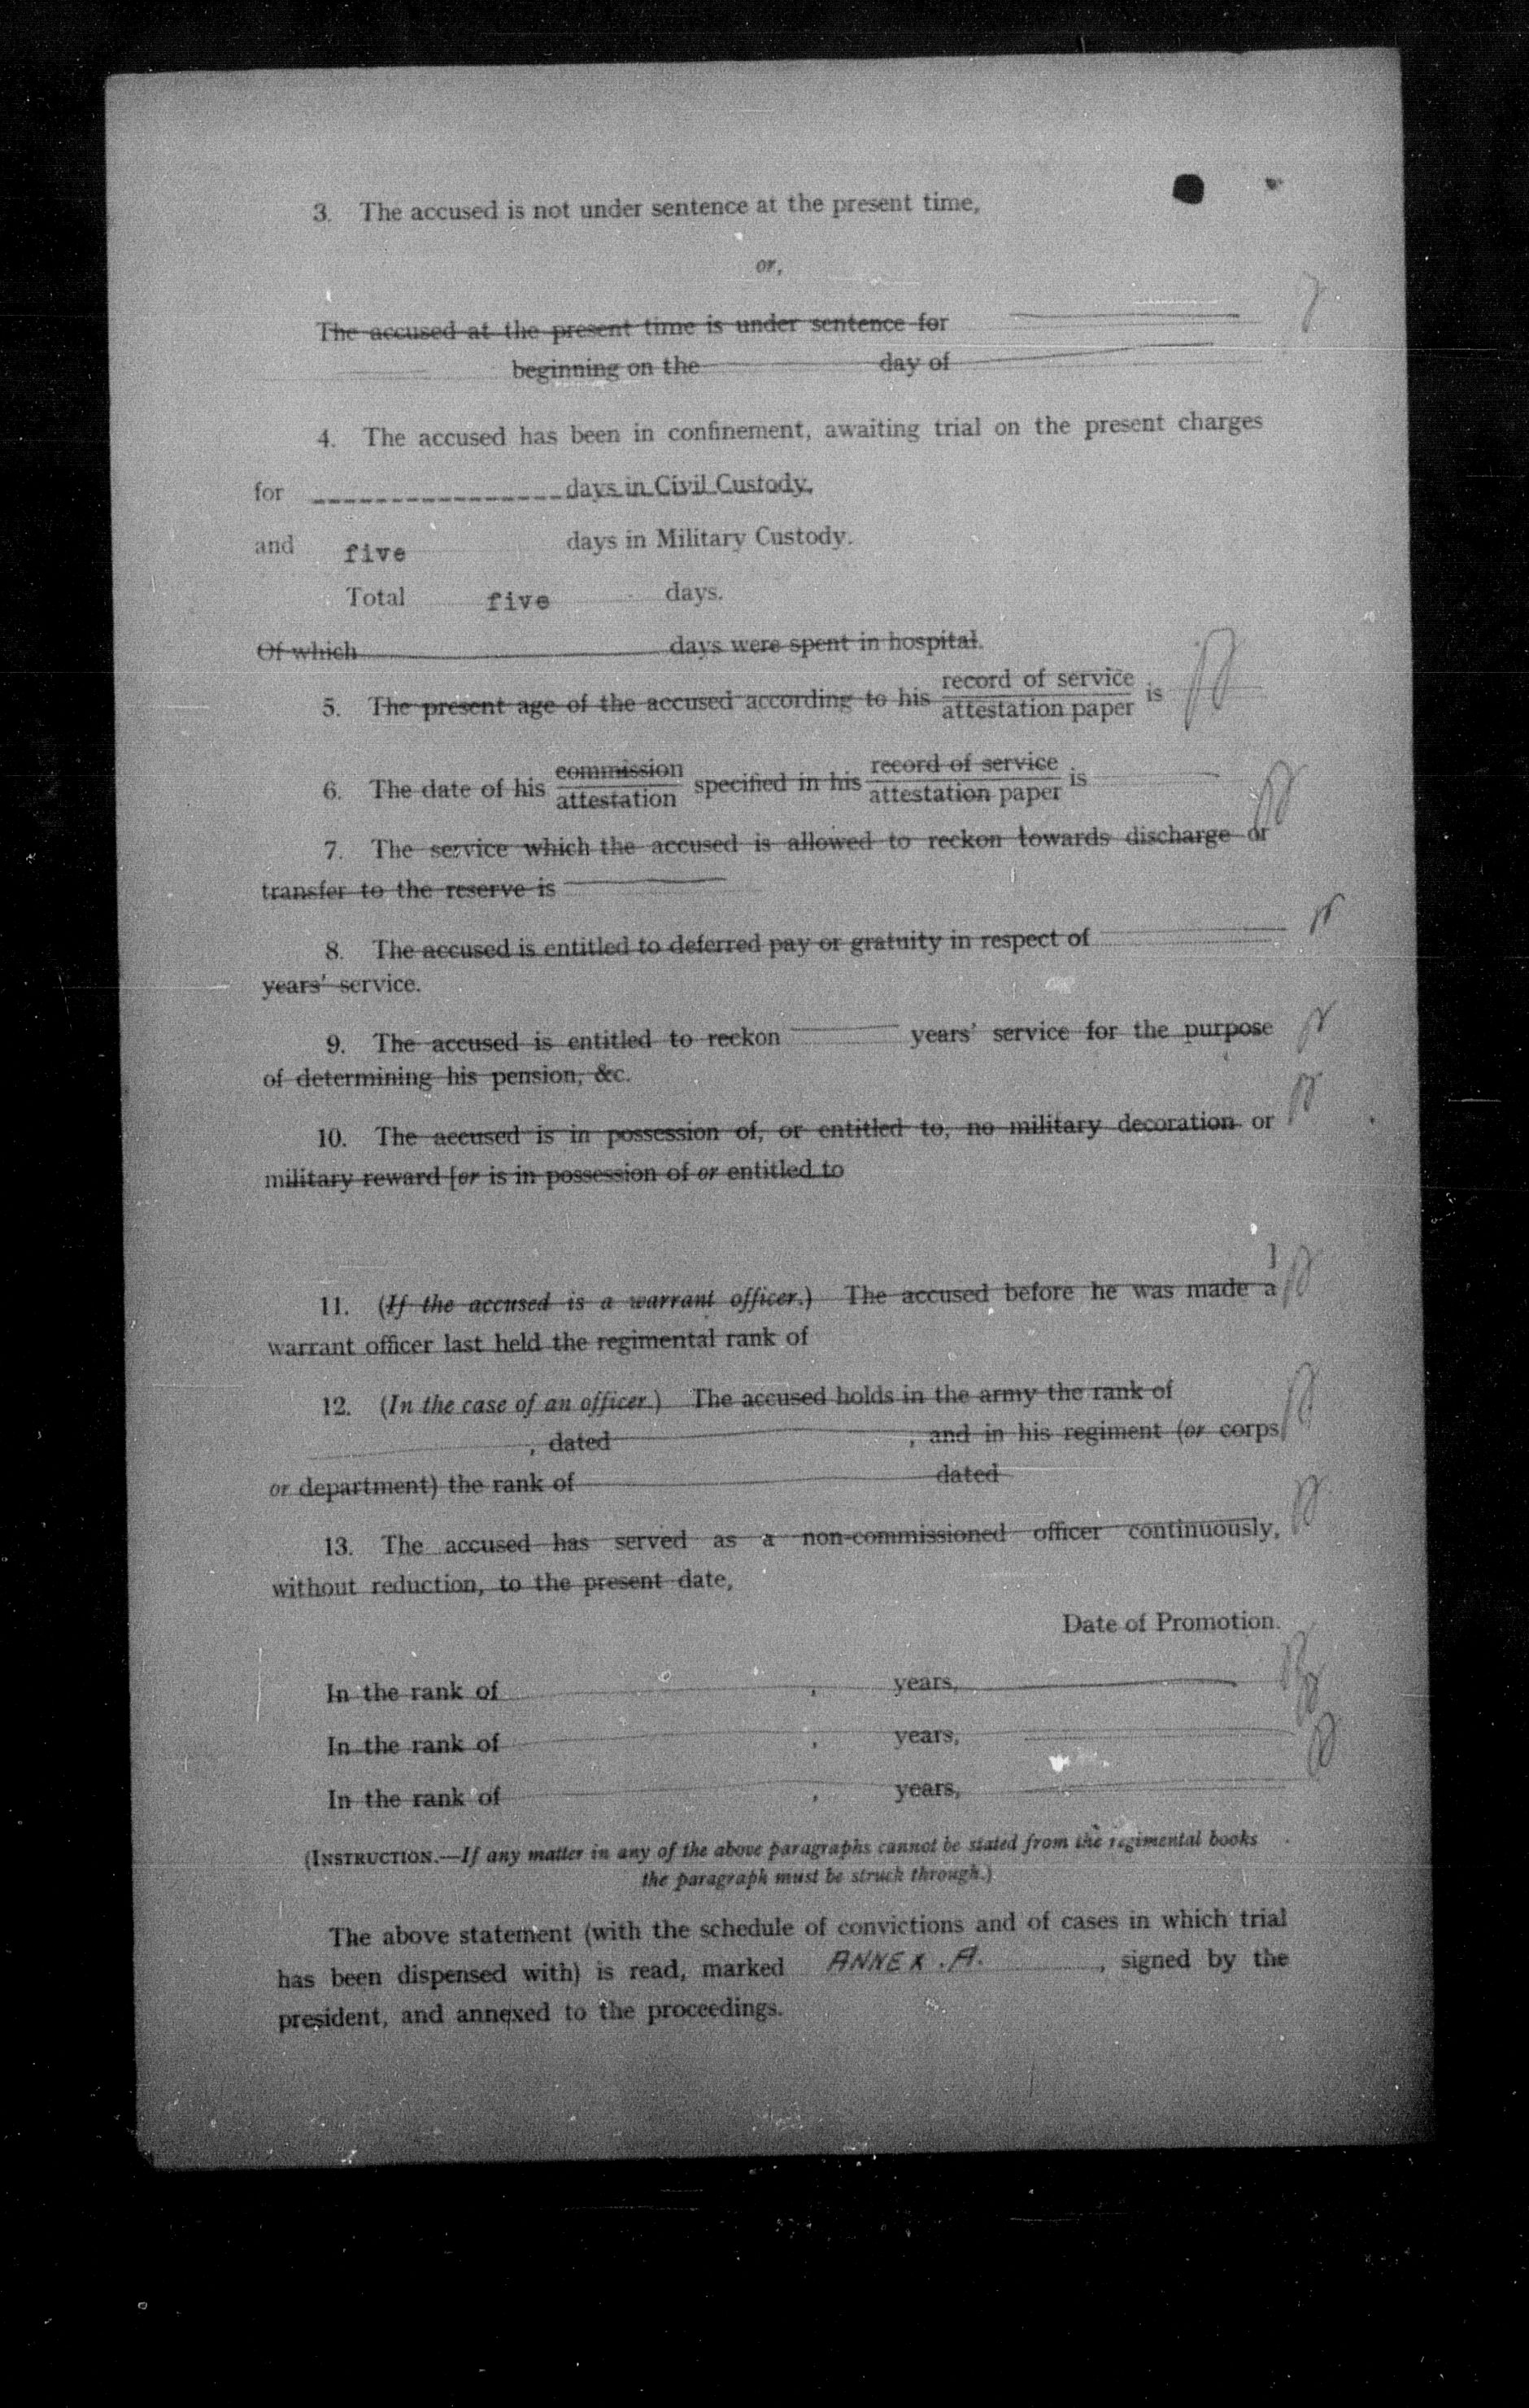 3. The accused is not under sentence at the present time,
or,
The accused at the present time is under sentence for
beginning on the day of
4. The accused has been in confinement, awaiting trial on the present charges
for ---------------- days in Civil Custody,
and five days in Military Custody.
Total five days.
Of which days were spent in hospital.
5. The present age of the accused according to his record of service is
attestation paper
6. The date of his commission specified in his record of service is
attestation attestation paper
7. The service which the accused is allowed to reckon towards discharge or
transfer to the reserve is
8. The accused is entitled to deferred pay or gratuity in respect of
years' service.
9. The accused is entitled to reckon years' service for the purpose
of determining his pension, &c.
10. The accused is in possession of, or entitled to, no military decoration or
military reward [or is in possession of or entitled to
]
11. (If the accused is a warrant officer.) The accused before he was made a
warrant officer last held the regimental rank of
12. (In the case of an officer.) The accused holds in the army the rank of
, dated , and in his regiment (or corps
or department) the rank of dated
13. The accused has served as a non-commissioned officer continuously,
without reduction, to the present date,
Date of Promotion.
In the rank of , years,
In the rank of , years,
In the rank of , years,
(INSTRUCTION.—If any matter in any of the above paragraphs cannot be stated from the regimental books
the paragraph must be struck through.)
The above statement (with the schedule of convictions and of cases in which trial
has been dispensed with) is read, marked ANNEX. A. , signed by the
president, and annexed to the proceedings.